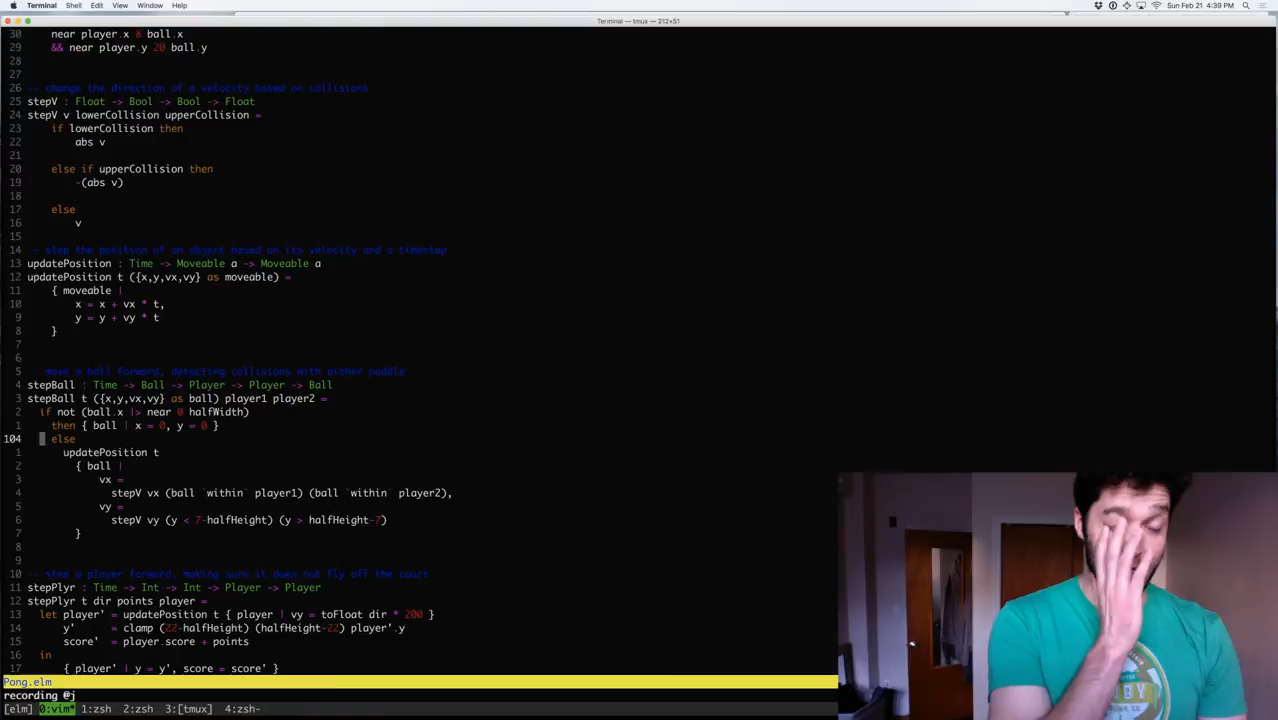 Terminal Shell Edit View Window Help Sun Feb 21 4:39 PM
Terminal — tmux — 212×51
30 near player.x 8 ball.x
29 && near player.y 20 ball.y
28
27
26 -- change the direction of a velocity based on collisions
25 stepV : Float -> Bool -> Bool -> Float
24 stepV v lowerCollision upperCollision =
23 if lowerCollision then
22 abs v
21
20 else if upperCollision then
19 -(abs v)
18
17 else
16 v
15
14 - step the position of an object based on its velocity and a timestep
13 updatePosition : Time -> Moveable a -> Moveable a
12 updatePosition t ({x,y,vx,vy} as moveable) =
11 { moveable |
10 x = x + vx * t,
9 y = y + vy * t
8 }
7
6
5 -- move a ball forward, detecting collisions with either paddle
4 stepBall : Time -> Ball -> Player -> Player -> Ball
3 stepBall t ({x,y,vx,vy} as ball) player1 player2 =
2 if not (ball.x |> near 0 halfWidth)
1 then { ball | x = 0, y = 0 }
104 else
1 updatePosition t
2 { ball |
3 vx =
4 stepV vx (ball `within` player1) (ball `within` player2),
5 vy =
6 stepV vy (y < 7-halfHeight) (y > halfHeight-7)
7 }
8
9
10 -- step a player forward, making sure it does not fly off the court
11 stepPlyr : Time -> Int -> Int -> Player -> Player
12 stepPlyr t dir points player =
13 let player' = updatePosition t { player | vy = toFloat dir * 200 }
14 y' = clamp (22-halfHeight) (halfHeight-22) player'.y
15 score' = player.score + points
16 in
17 { player' | y = y', score = score' }
Pong.elm
recording @j
[elm] 0:vim* 1:zsh 2:zsh 3:[tmux] 4:zsh-